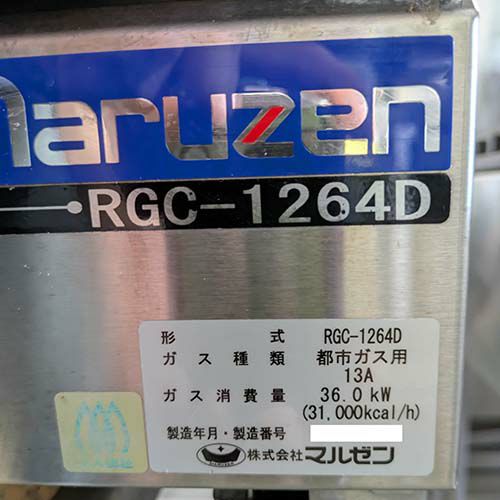 Maruzen
RGC-1264D
形式 RGC-1264D
ガス種類 都市ガス用
13A
ガス消費量 36.0 kW
(31,000kcal/h)
製造年月・製造番号
株式会社 マルゼン